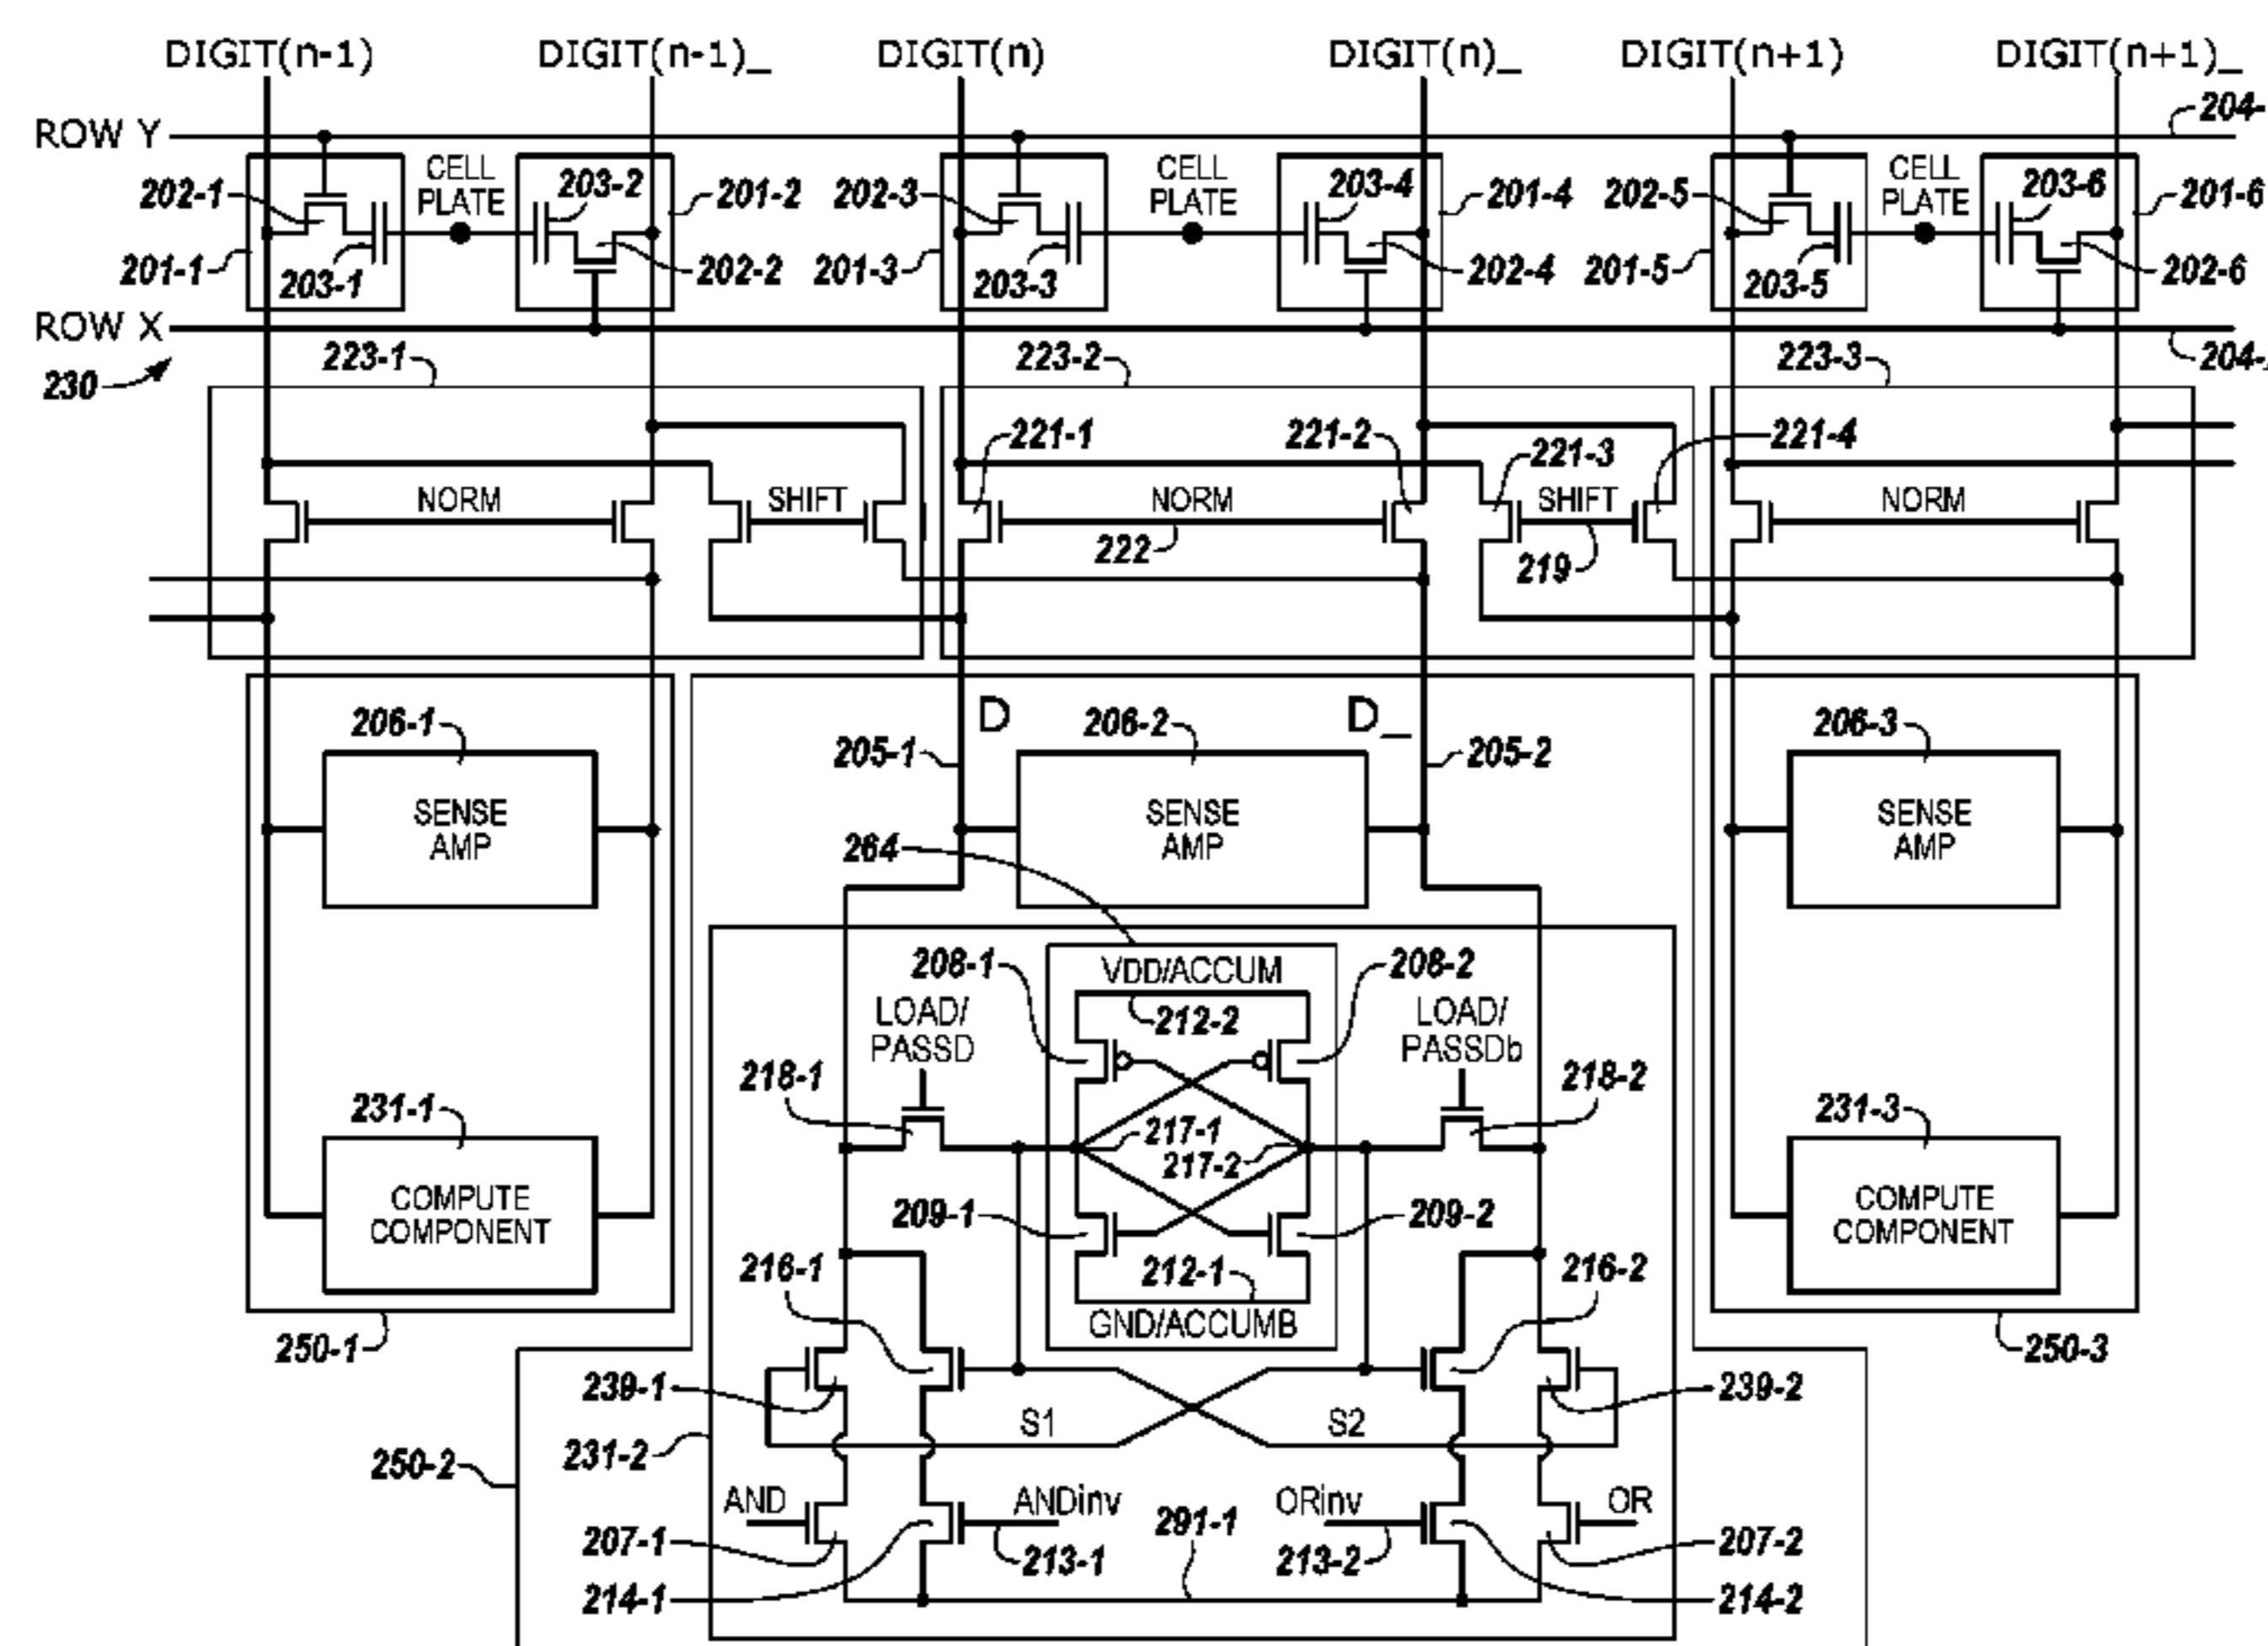 DIGIT(n-1) DIGIT(n-1)_ DIGIT(n) DIGIT(n)_ DIGIT(n+1) DIGIT(n+1)_
204-
ROW Y
CELL PLATE CELL PLATE CELL PLATE
202-1 203-2 201-2 202-3 203-4 201-4 202-5 203-6 201-6
201-1 203-1 202-2 201-3 203-3 202-4 201-5 203-5 202-6
ROW X
204-
230
223-1 223-2 223-3
221-1 221-2 221-3 221-4
NORM SHIFT NORM SHIFT NORM
222 219
D D_
206-1 205-1 206-2 205-2 206-3
SENSE AMP SENSE AMP SENSE AMP
264
208-1 VDD/ACCUM 208-2
LOAD/ PASSD 212-2 LOAD/ PASSDb
218-1 218-2
231-1 217-1 217-2 231-3
COMPUTE COMPONENT COMPUTE COMPONENT
209-1 209-2
216-1 212-1 216-2
GND/ACCUMB
250-1 250-3
239-1 239-2
S1 S2
250-2 231-2
AND ANDinv ORinv OR
291-1
207-1 213-1 213-2 207-2
214-1 214-2